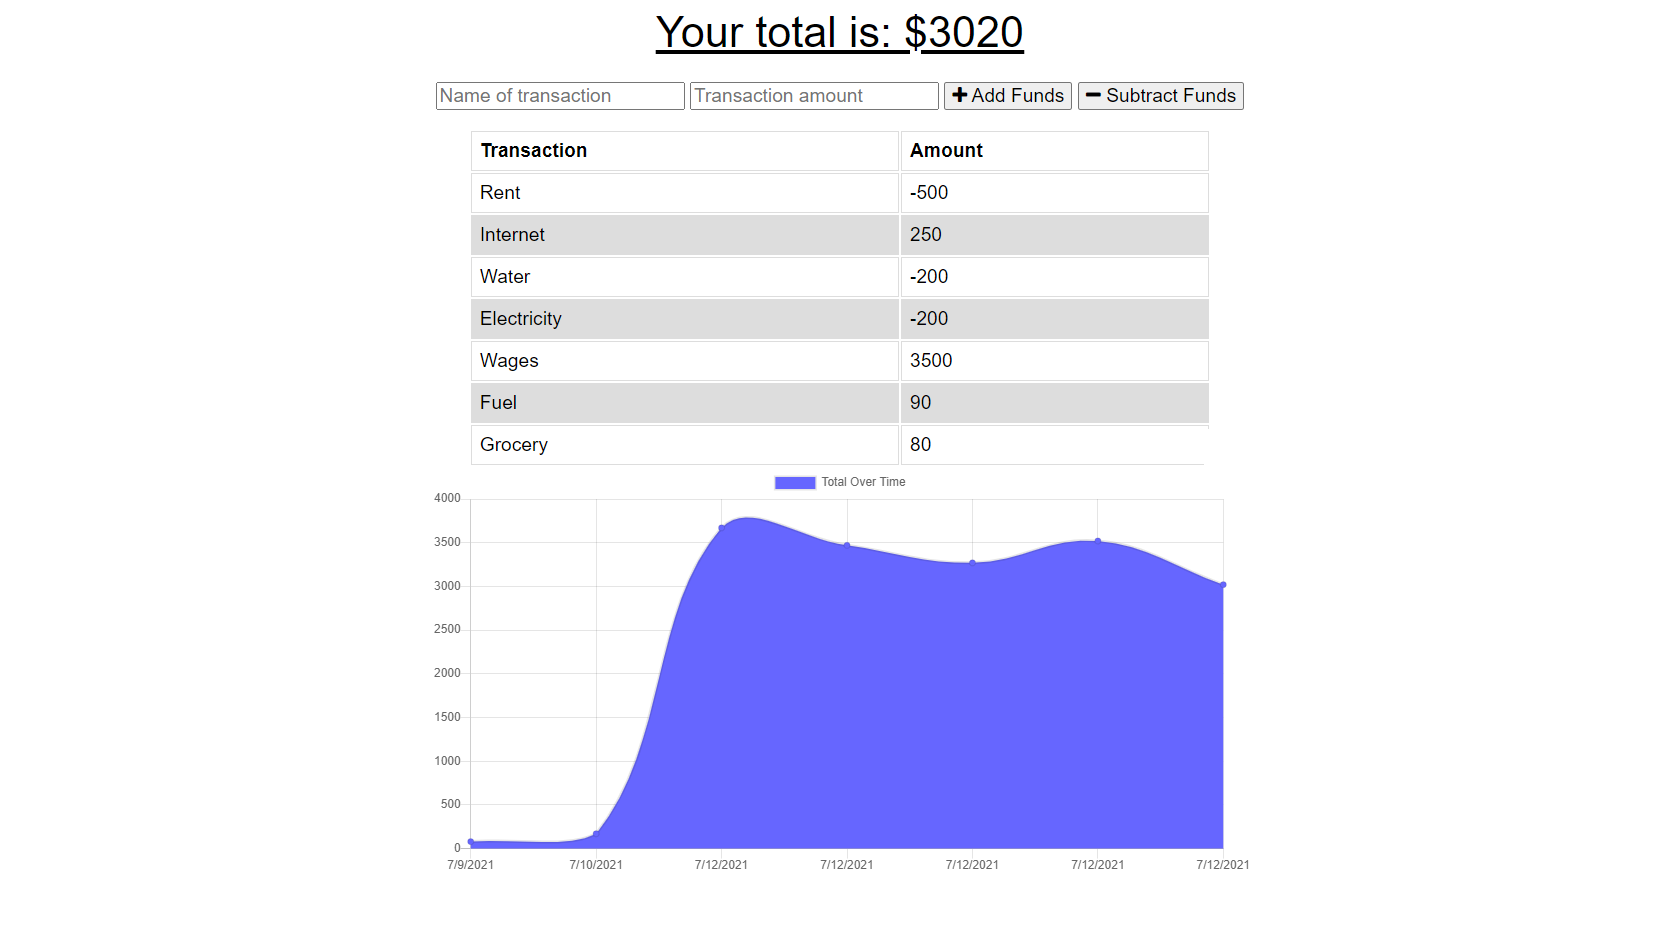 Your total is: $3020
Name of transaction Transaction amount Add Funds Subtract Funds
Transaction Amount
Rent -500
Internet 250
Water -200
Electricity -200
Wages 3500
Fuel 90
Grocery 80
Total Over Time
4000
3500
3000
2500
2000
1500
1000
500
0
7/9/2021 7/10/2021 7/12/2021 7/12/2021 7/12/2021 7/12/2021 7/12/2021